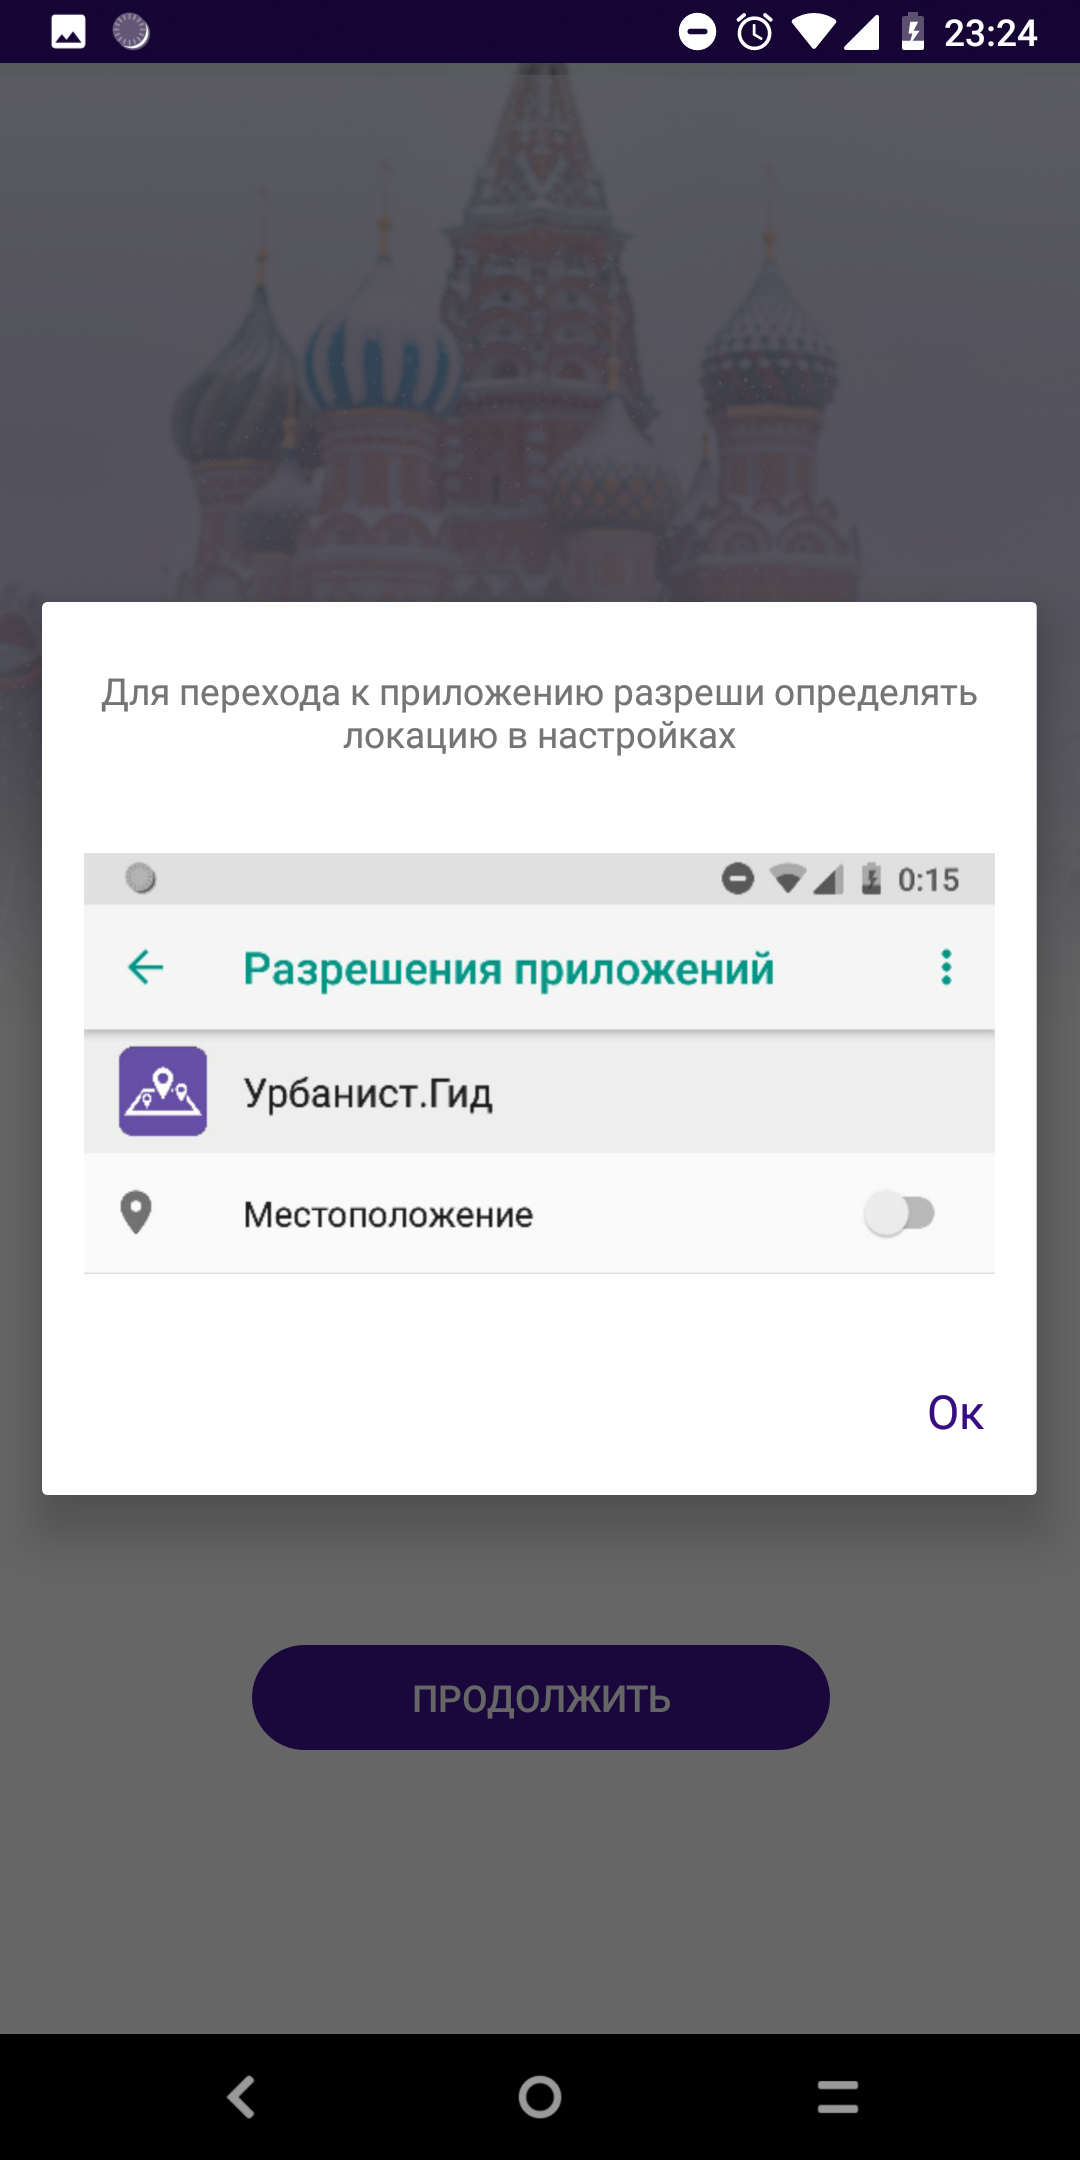 23:24
Для перехода к приложению разреши определять
локацию в настройках
0:15
Разрешения приложений
Урбанист.Гид
Местоположение
Ок
ПРОДОЛЖИТЬ